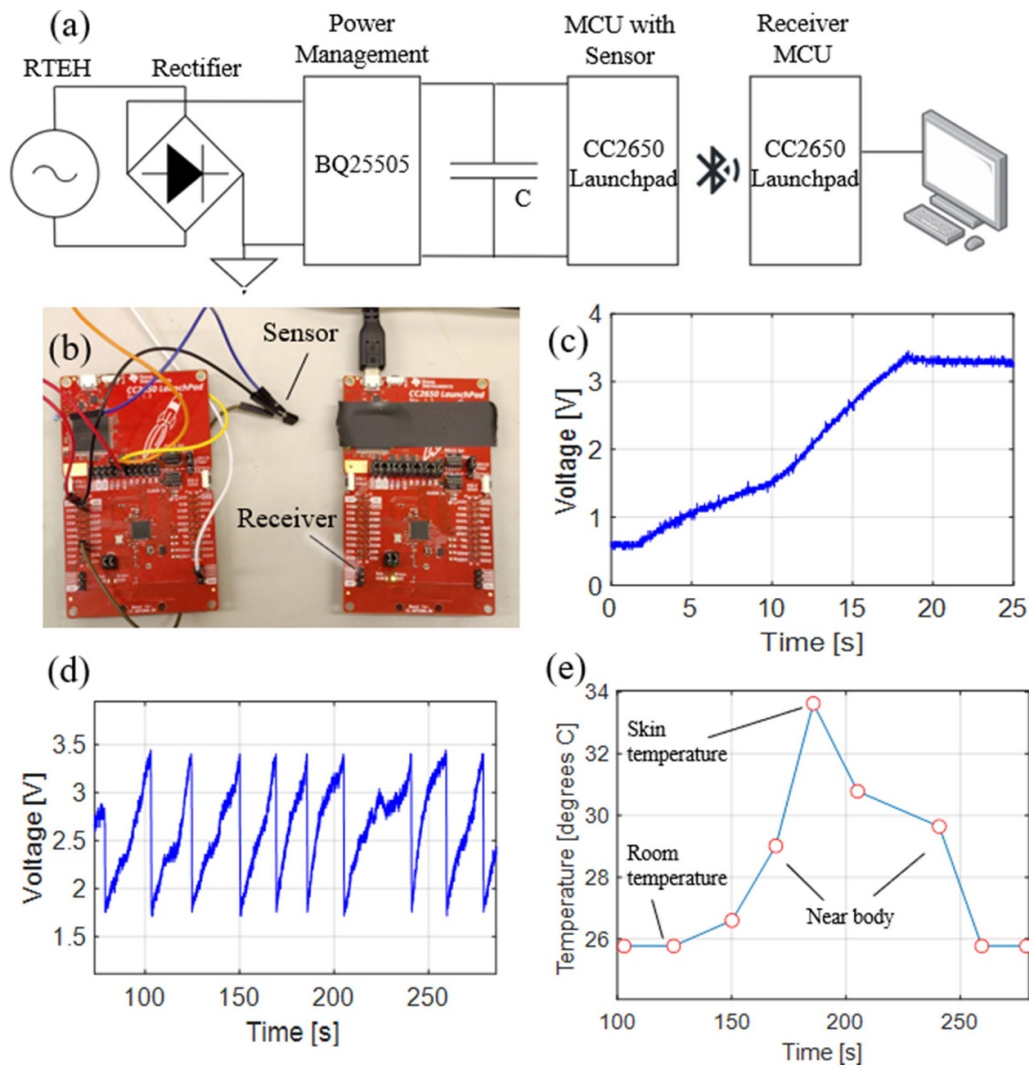 (a)
RTEH
Rectifier
Power
Management
MCU with
Sensor
Receiver
MCU
BQ25505
C
CC2650
Launchpad
CC2650
Launchpad
(b)
Sensor
CC2650 LaunchPad
CC2650 LaunchPad
Receiver
(c)
Voltage [V]
4
3
2
1
0
0 5 10 15 20 25
Time [s]
(d)
Voltage [V]
3.5
3
2.5
2
1.5
100 150 200 250
Time [s]
(e)
Temperature [degrees C]
34
32
30
28
26
Skin
temperature
Room
temperature
Near body
100 150 200 250
Time [s]